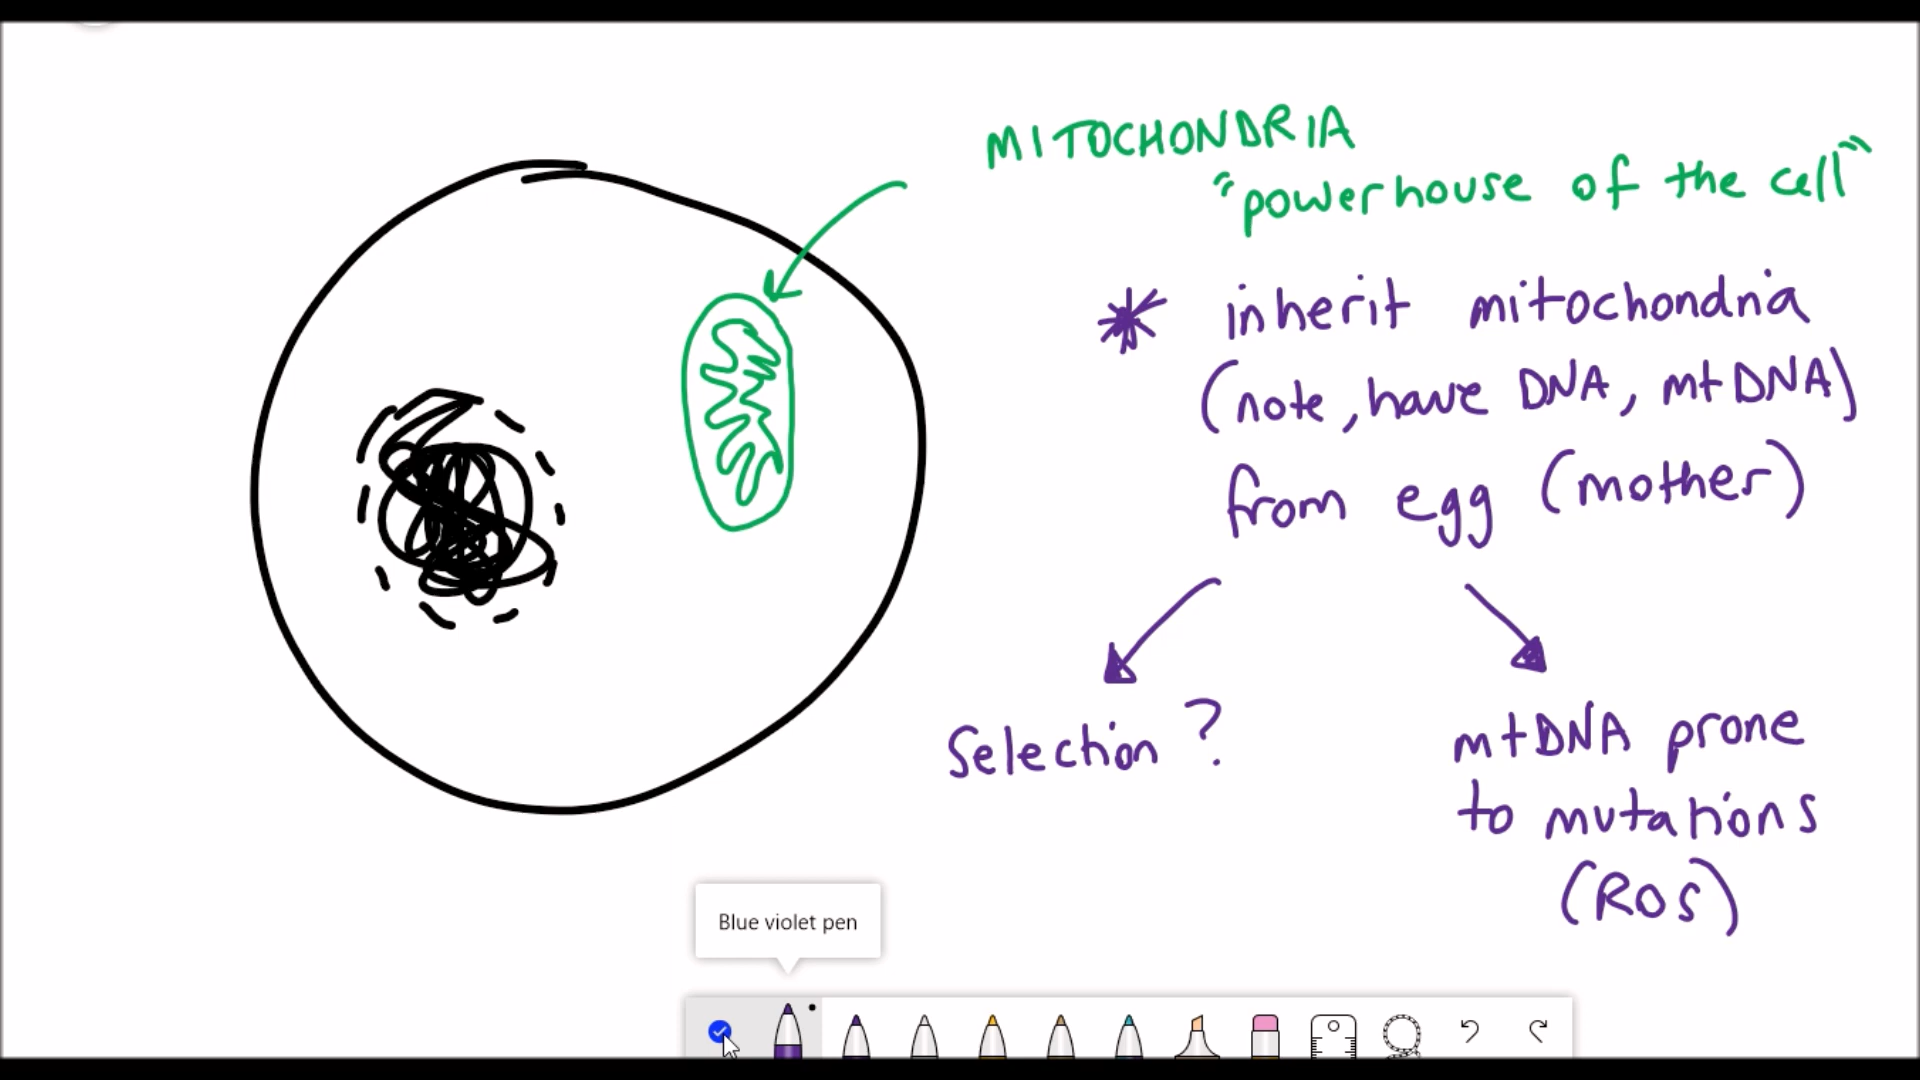 MITOCHONDRIA
"powerhouse of the cell"
* inherit mitochondria
(note, have DNA, mtDNA)
from egg (mother)
Selection?
mtDNA prone
to mutations
(ROS)
Blue violet pen